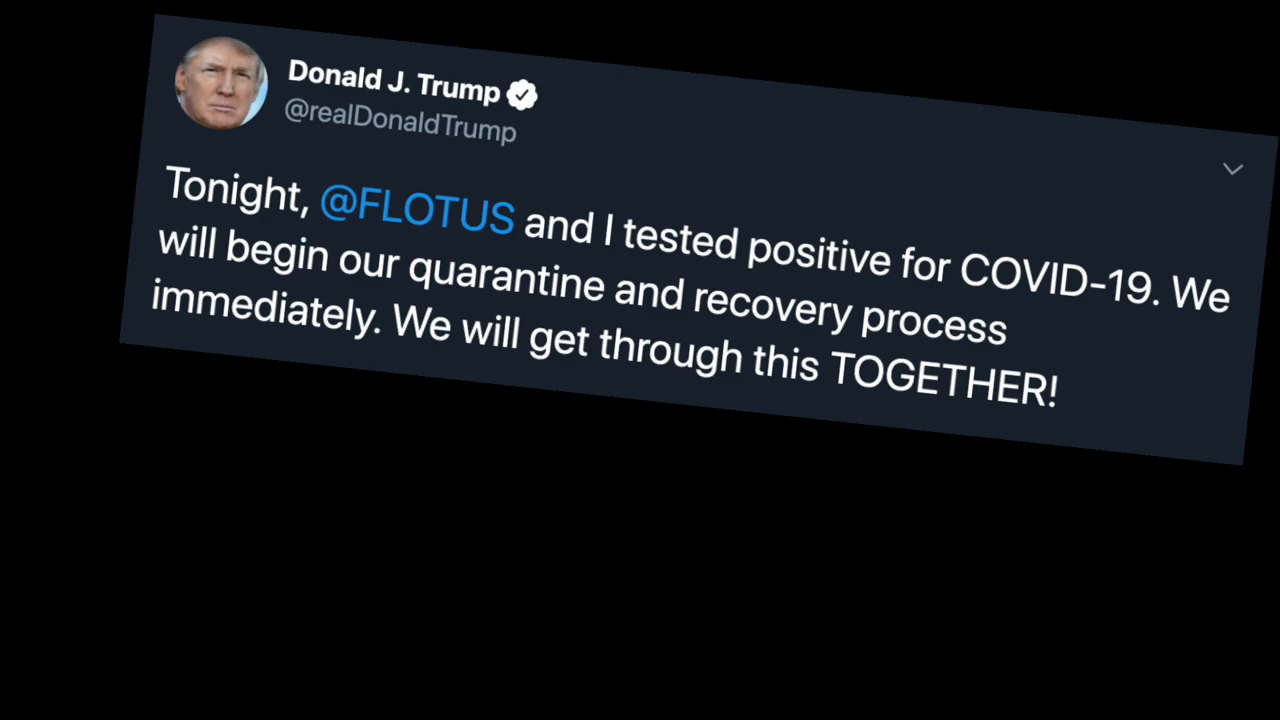 Donald J. Trump
@realDonaldTrump
Tonight, @FLOTUS and I tested positive for COVID-19. We
will begin our quarantine and recovery process
immediately. We will get through this TOGETHER!